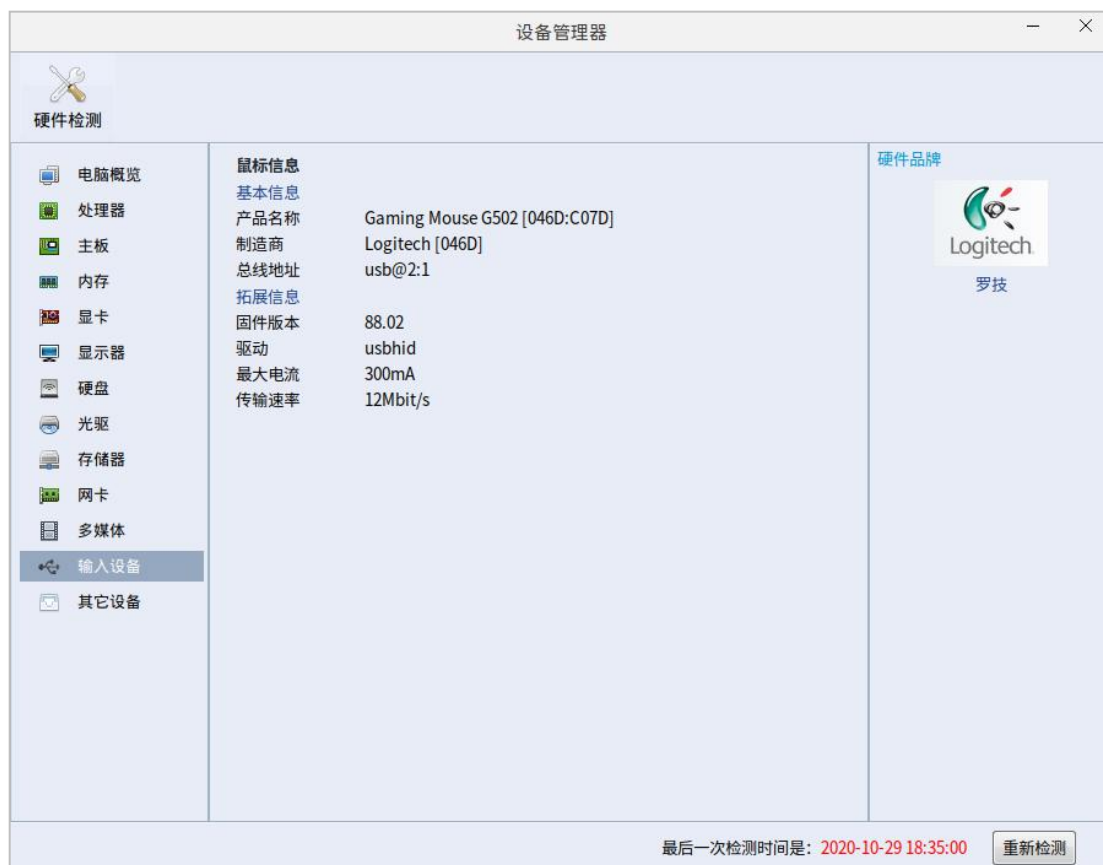 设备管理器
硬件检测
电脑概览
处理器
主板
内存
显卡
显示器
硬盘
光驱
存储器
网卡
多媒体
输入设备
其它设备
鼠标信息
基本信息
产品名称 Gaming Mouse G502 [046D:C07D]
制造商 Logitech [046D]
总线地址 usb@2:1
拓展信息
固件版本 88.02
驱动 usbhid
最大电流 300mA
传输速率 12Mbit/s
硬件品牌
Logitech
罗技
最后一次检测时间是：2020-10-29 18:35:00 重新检测